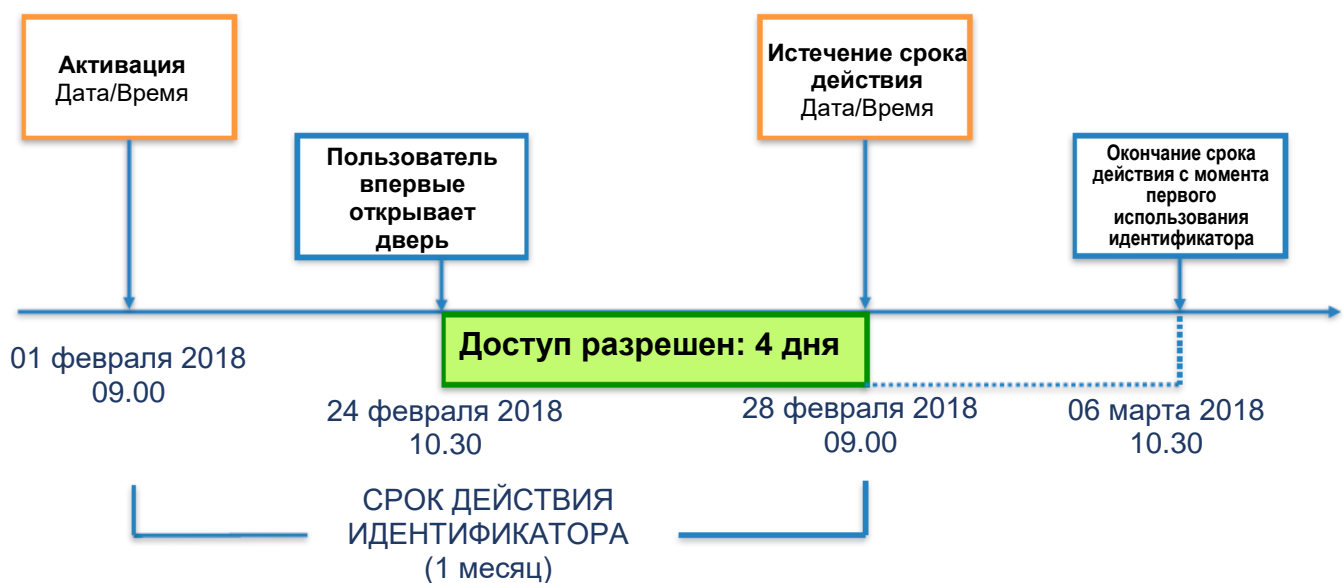 Активация
Дата/Время
Истечение срока
действия
Дата/Время
Пользователь
впервые
открывает
дверь
Окончание срока
действия с момента
первого
использования
идентификатора
Доступ разрешен: 4 дня
01 февраля 2018
09.00
24 февраля 2018
10.30
28 февраля 2018
09.00
06 марта 2018
10.30
СРОК ДЕЙСТВИЯ
ИДЕНТИФИКАТОРА
(1 месяц)